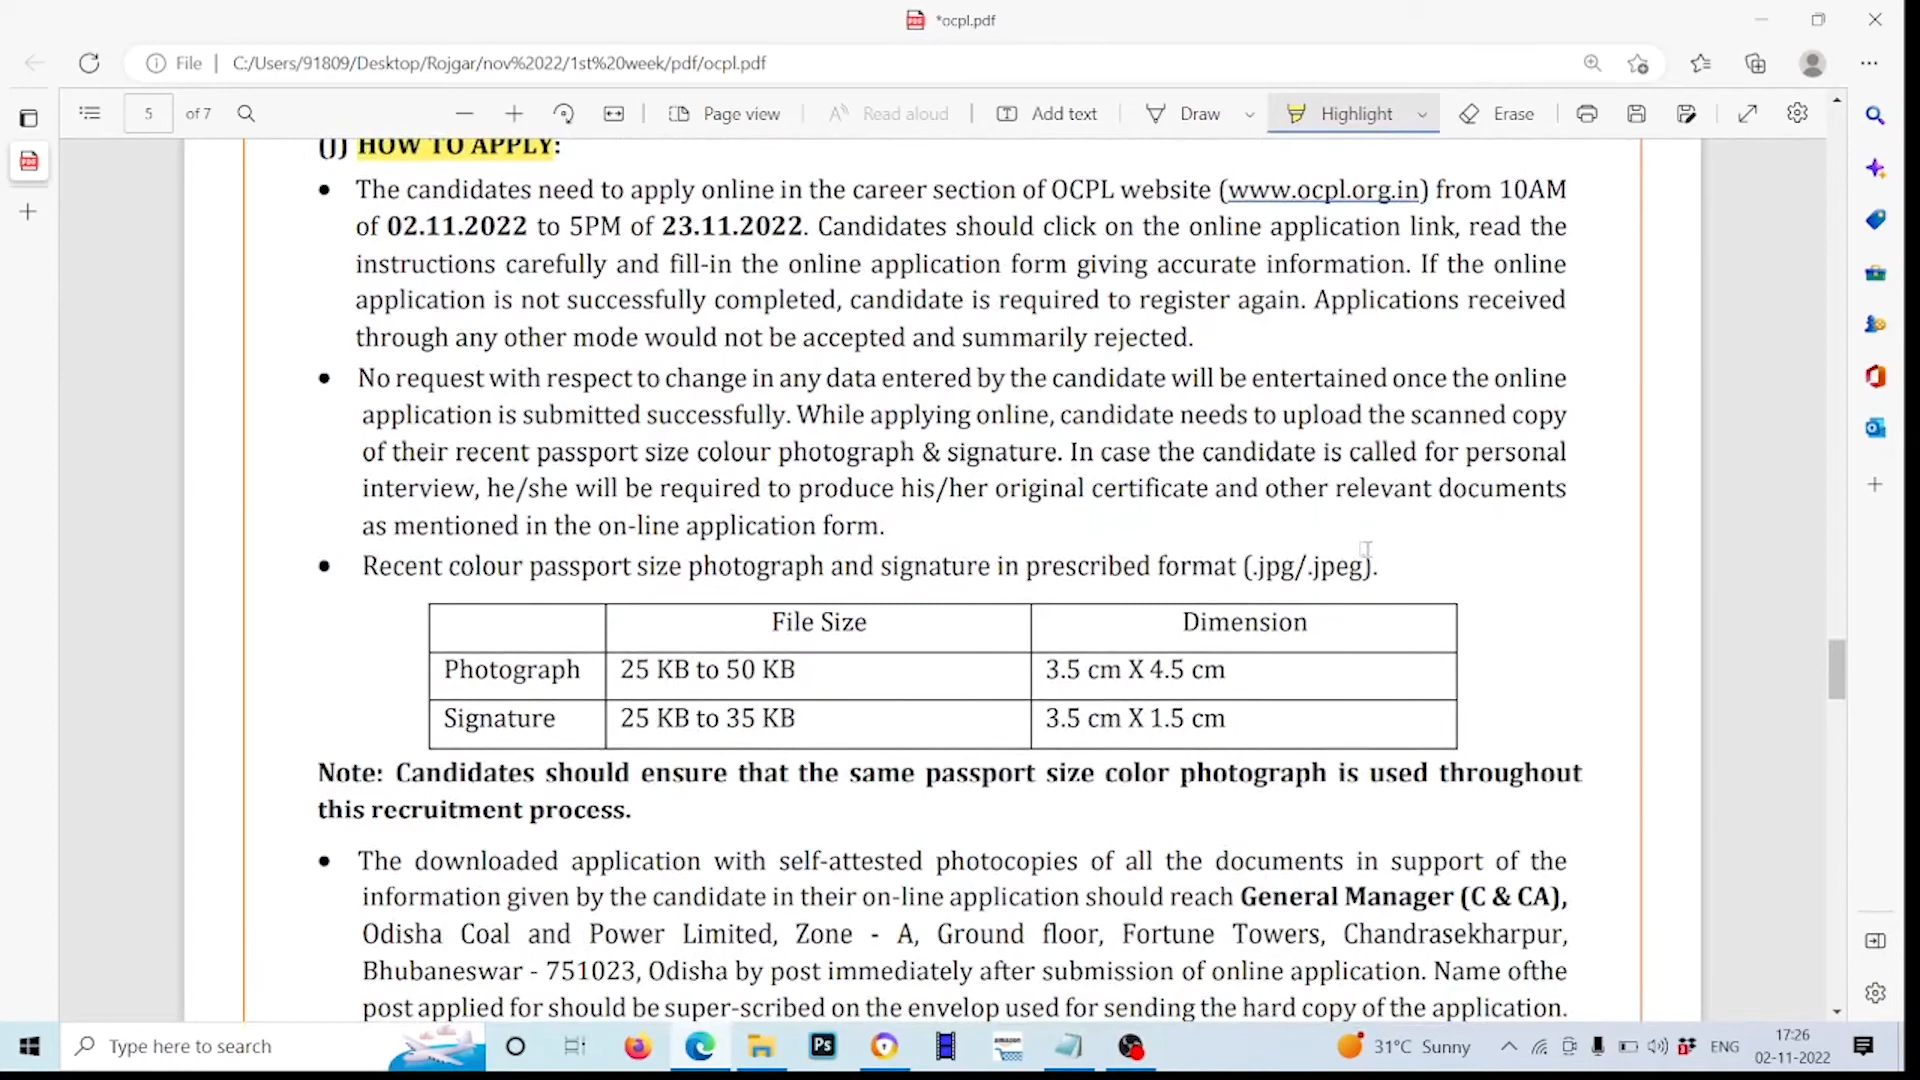 *ocpl.pdf
File | C:/Users/91809/Desktop/Rojgar/nov%2022/1st%20week/pdf/ocpl.pdf
5 of 7 Page view Read aloud Add text Draw Highlight Erase
(J) HOW TO APPLY:
• The candidates need to apply online in the career section of OCPL website (www.ocpl.org.in) from 10AM
of 02.11.2022 to 5PM of 23.11.2022. Candidates should click on the online application link, read the
instructions carefully and fill-in the online application form giving accurate information. If the online
application is not successfully completed, candidate is required to register again. Applications received
through any other mode would not be accepted and summarily rejected.
• No request with respect to change in any data entered by the candidate will be entertained once the online
application is submitted successfully. While applying online, candidate needs to upload the scanned copy
of their recent passport size colour photograph & signature. In case the candidate is called for personal
interview, he/she will be required to produce his/her original certificate and other relevant documents
as mentioned in the on-line application form.
• Recent colour passport size photograph and signature in prescribed format (.jpg/.jpeg).
File Size Dimension
Photograph 25 KB to 50 KB 3.5 cm X 4.5 cm
Signature 25 KB to 35 KB 3.5 cm X 1.5 cm
Note: Candidates should ensure that the same passport size color photograph is used throughout
this recruitment process.
• The downloaded application with self-attested photocopies of all the documents in support of the
information given by the candidate in their on-line application should reach General Manager (C & CA),
Odisha Coal and Power Limited, Zone - A, Ground floor, Fortune Towers, Chandrasekharpur,
Bhubaneswar - 751023, Odisha by post immediately after submission of online application. Name ofthe
post applied for should be super-scribed on the envelop used for sending the hard copy of the application.
Type here to search Ps amazon 31°C Sunny ENG 17:26
02-11-2022